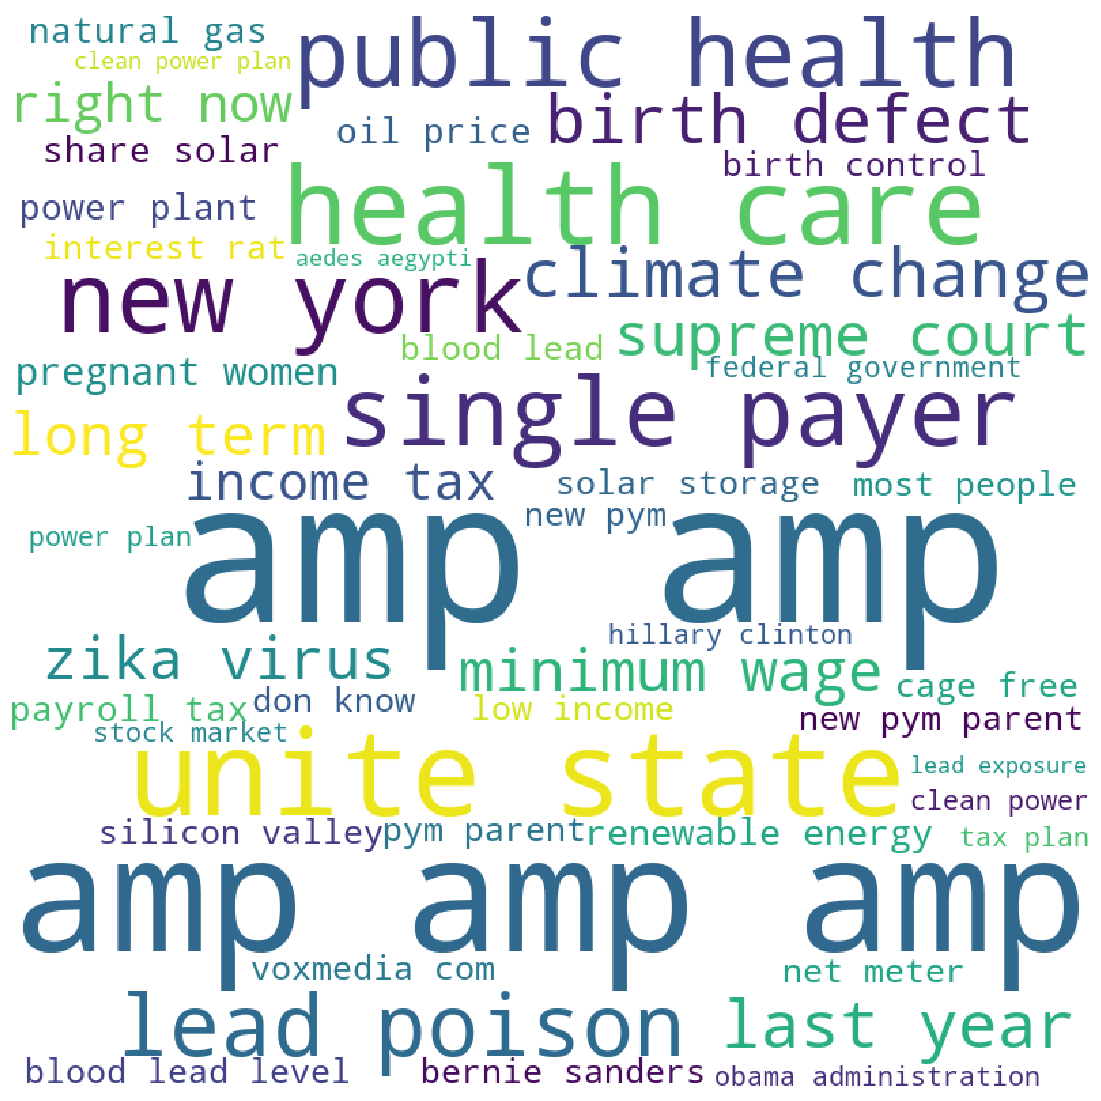 natural gas
public health
clean power plan
right now
birth defect
oil price
share solar
birth control
health care
power plant
interest rat
aedes aegypti
climate change
new york
supreme court
blood lead
federal government
pregnant women
single payer
long term
income tax
solar storage
most people
new pym
power plan
amp amp
hillary clinton
zika virus
minimum wage
cage free
payroll tax
don know
low income
new pym parent
stock market
unite state
lead exposure
clean power
silicon valley
pym parent
renewable energy
tax plan
amp amp amp
voxmedia com
net meter
lead poison
last year
blood lead level
bernie sanders
obama administration